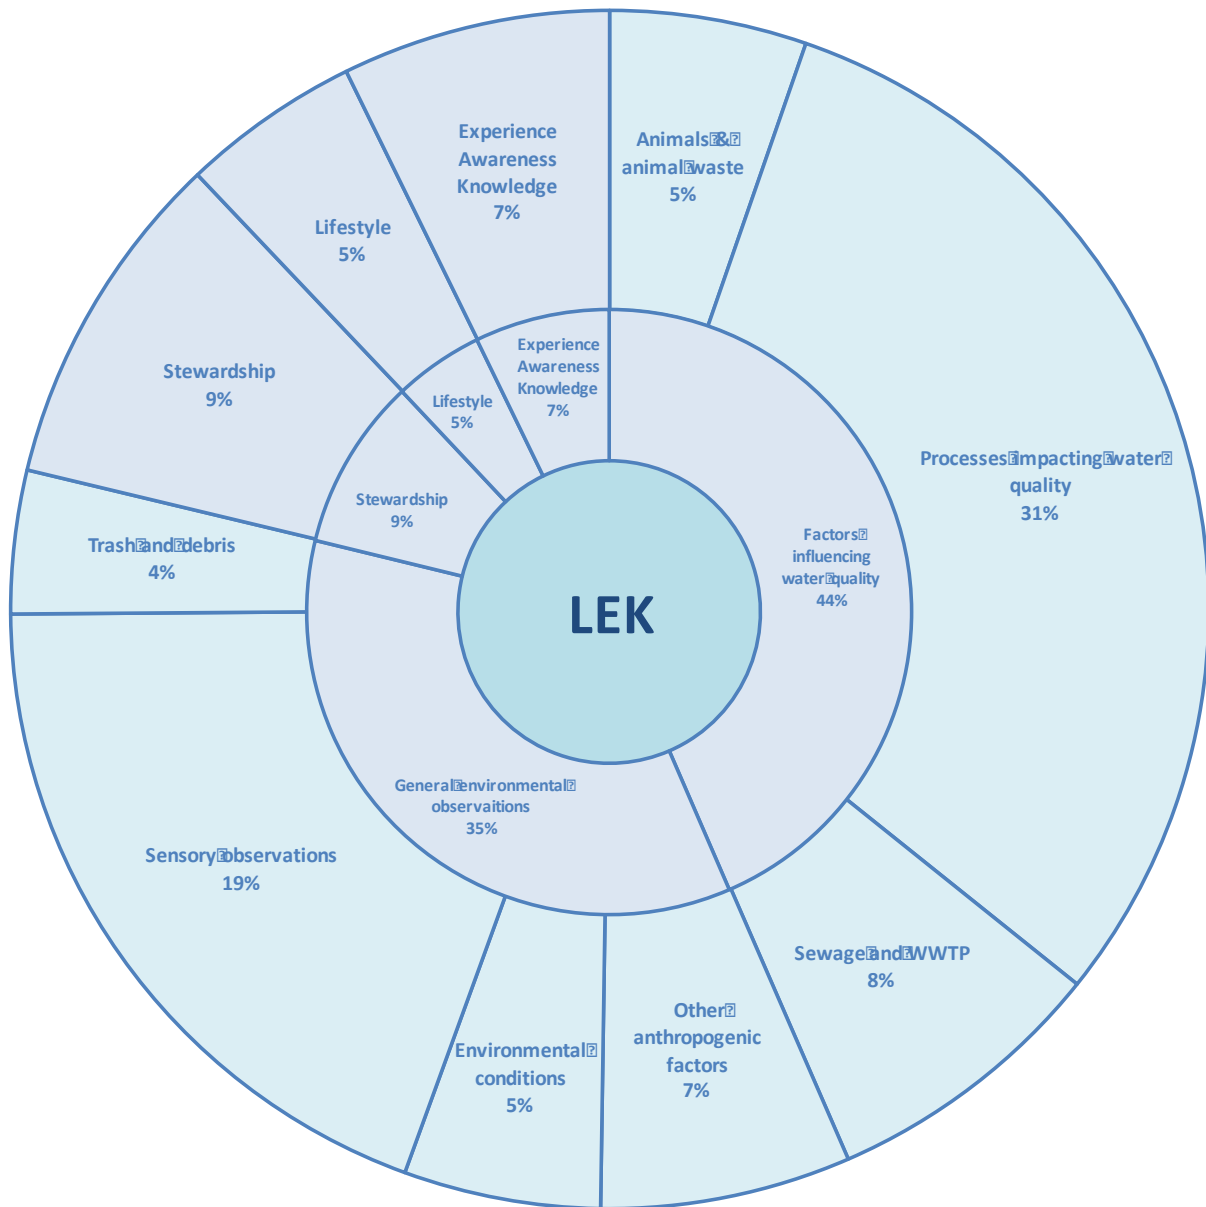 Experience
Awareness
Knowledge
7%
Animals &
animal waste
5%
Lifestyle
5%
Experience
Awareness
Knowledge
7%
Stewardship
9%
Lifestyle
5%
Processes impacting water
quality
31%
Stewardship
9%
Trash and debris
4%
Factors
influencing
water quality
44%
LEK
General environmental
observaitions
35%
Sensory observations
19%
Sewage and WWTP
8%
Other
anthropogenic
factors
7%
Environmental
conditions
5%